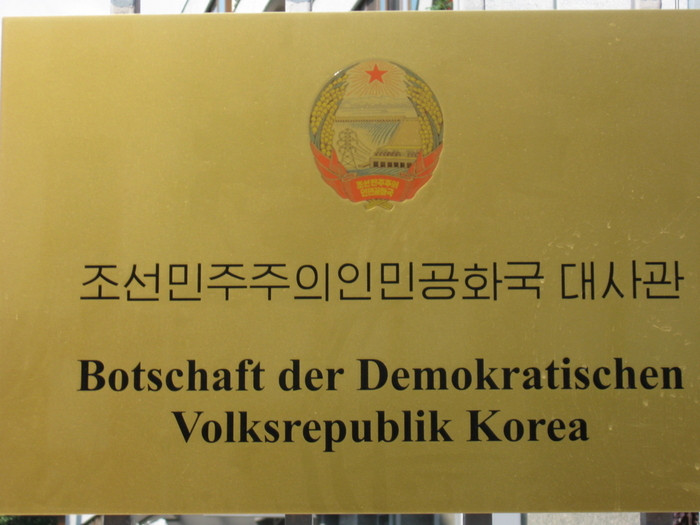 조선민주주의인민공화국 대사관
Botschaft der Demokratischen
Volksrepublik Korea